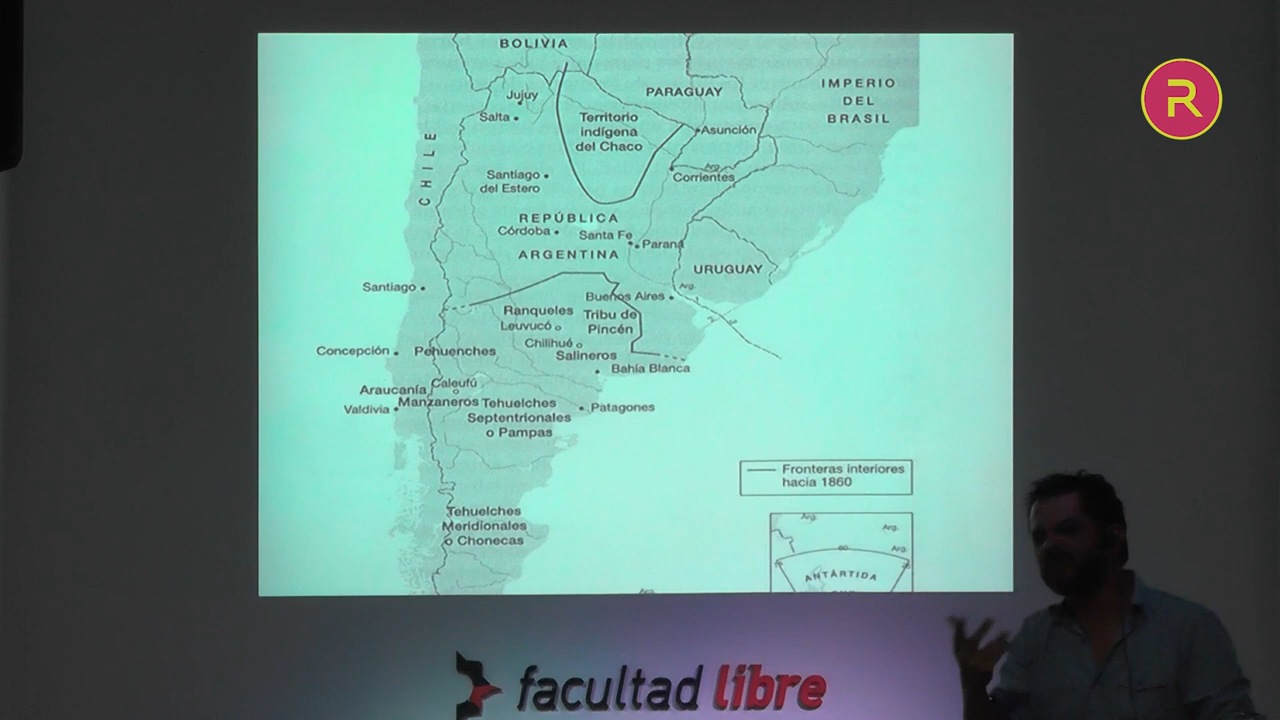 R
BOLIVIA
Jujuy
Salta
PARAGUAY
IMPERIO
DEL
BRASIL
Territorio
indígena
del Chaco
Asunción
CHILE
Arg.
Corrientes
Santiago
del Estero
REPÚBLICA
Córdoba
Santa Fe
Paraná
ARGENTINA
URUGUAY
Santiago
Arg.
Buenos Aires
Ranqueles
Tribu de
Pincén
Leuvucó
Chilihué
Salineros
Concepción
Pehuenches
Bahía Blanca
Caleufú
Araucanía
Manzaneros
Valdivia
Tehuelches
Septentrionales
o Pampas
Patagones
Fronteras interiores
hacia 1860
Tehuelches
Meridionales
o Chonecas
Arg.
Arg.
Arg.
60
ANTÁRTIDA
Arg.
facultad libre